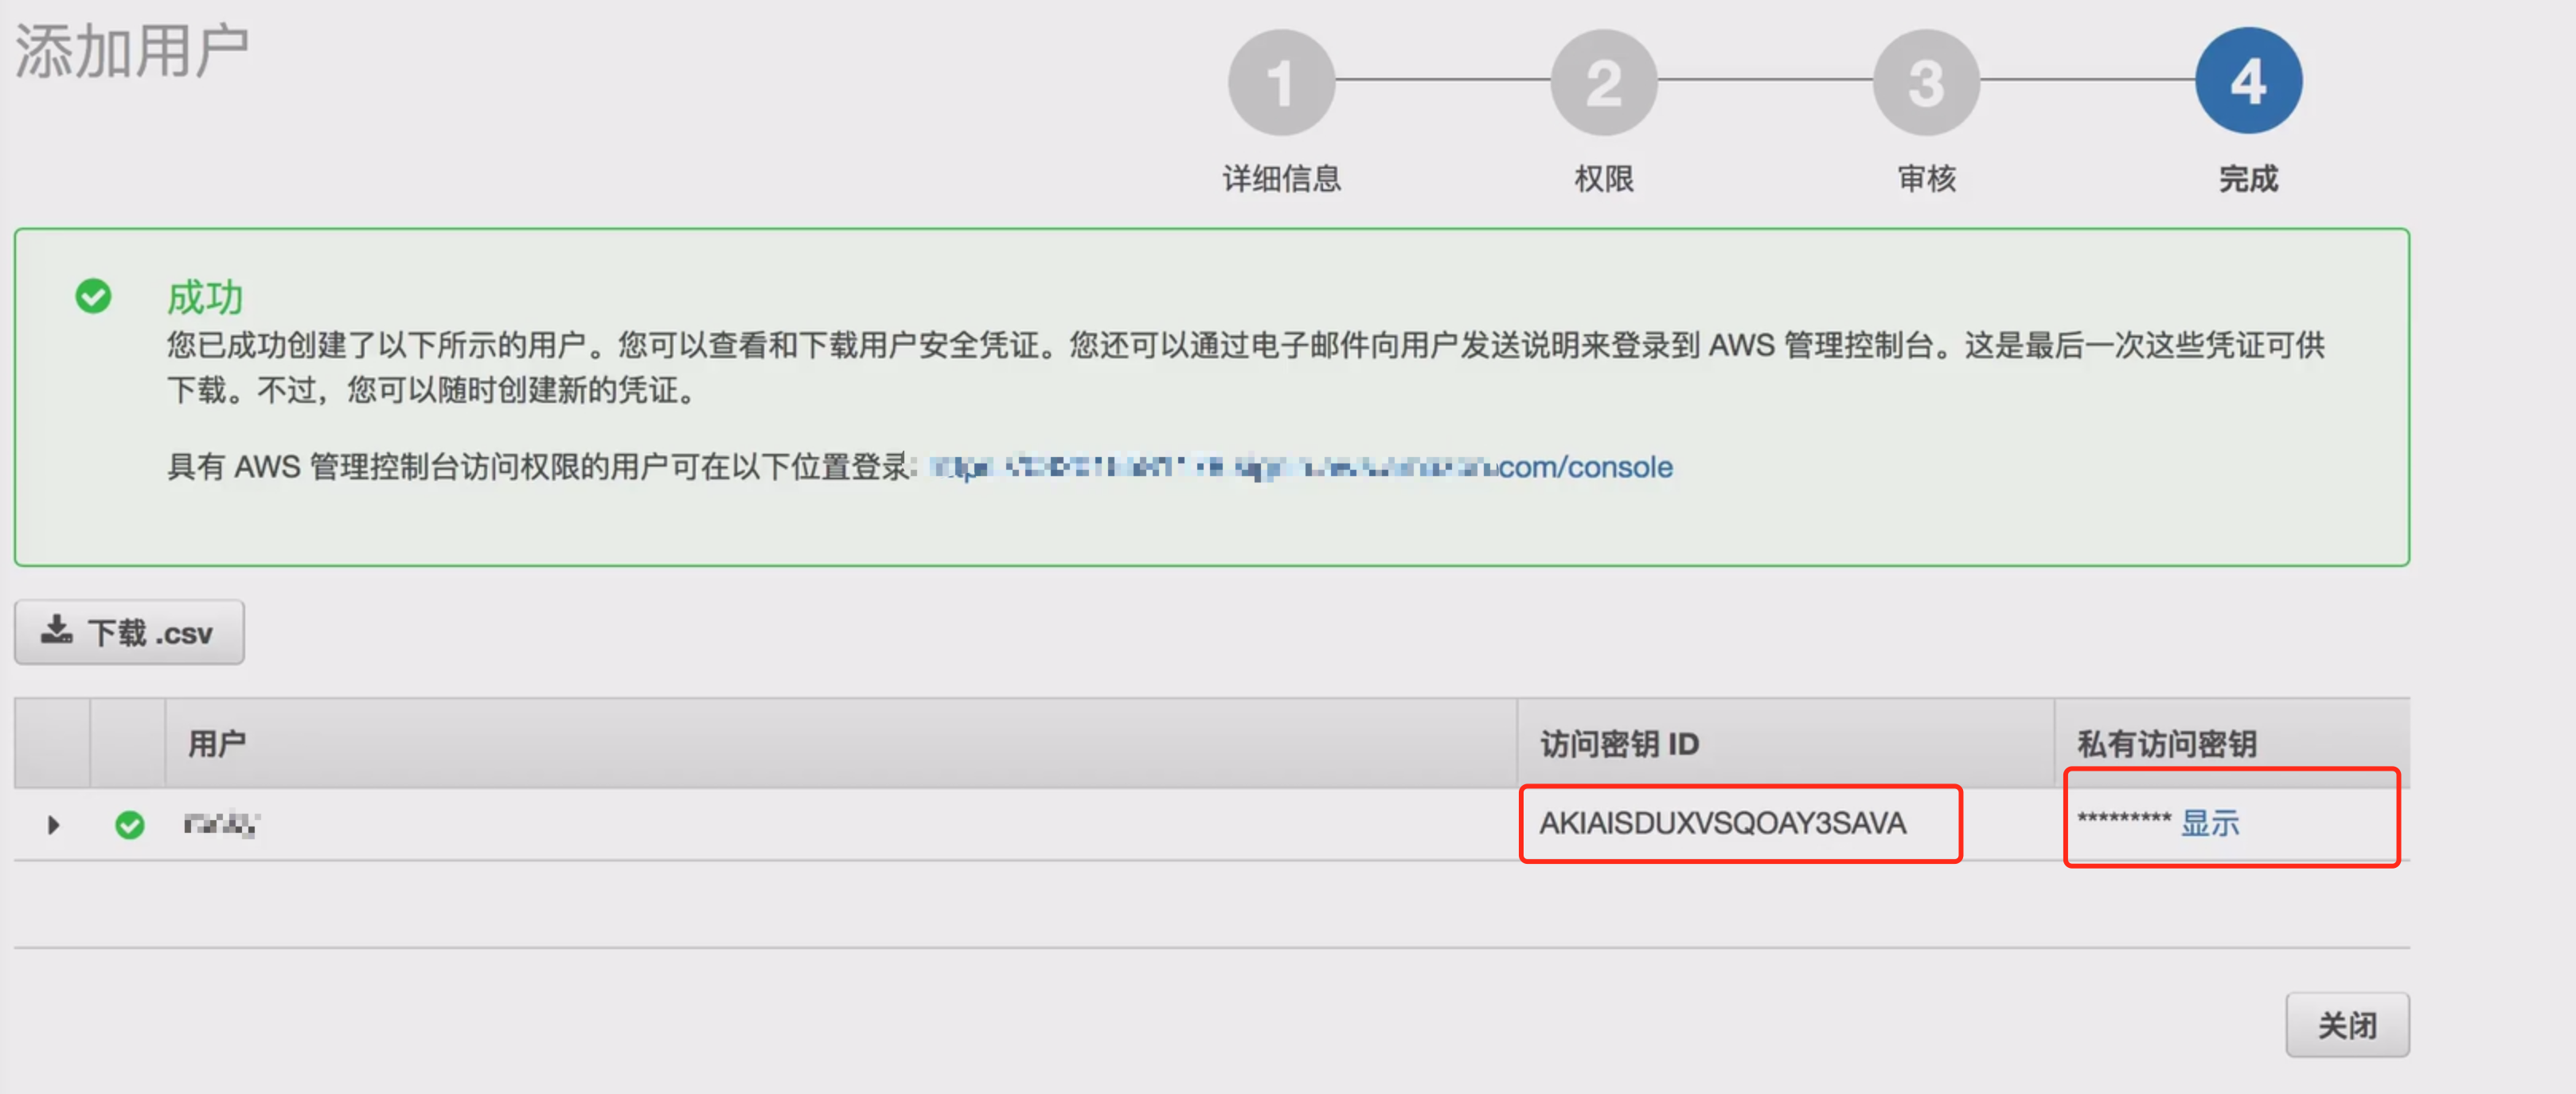 添加用户
1
2
3
4
详细信息
权限
审核
完成
成功
您已成功创建了以下所示的用户。您可以查看和下载用户安全凭证。您还可以通过电子邮件向用户发送说明来登录到 AWS 管理控制台。这是最后一次这些凭证可供
下载。不过，您可以随时创建新的凭证。
具有 AWS 管理控制台访问权限的用户可在以下位置登录: com/console
下载 .csv
用户
访问密钥 ID
私有访问密钥
AKIAISDUXVSQOAY3SAVA
********* 显示
关闭